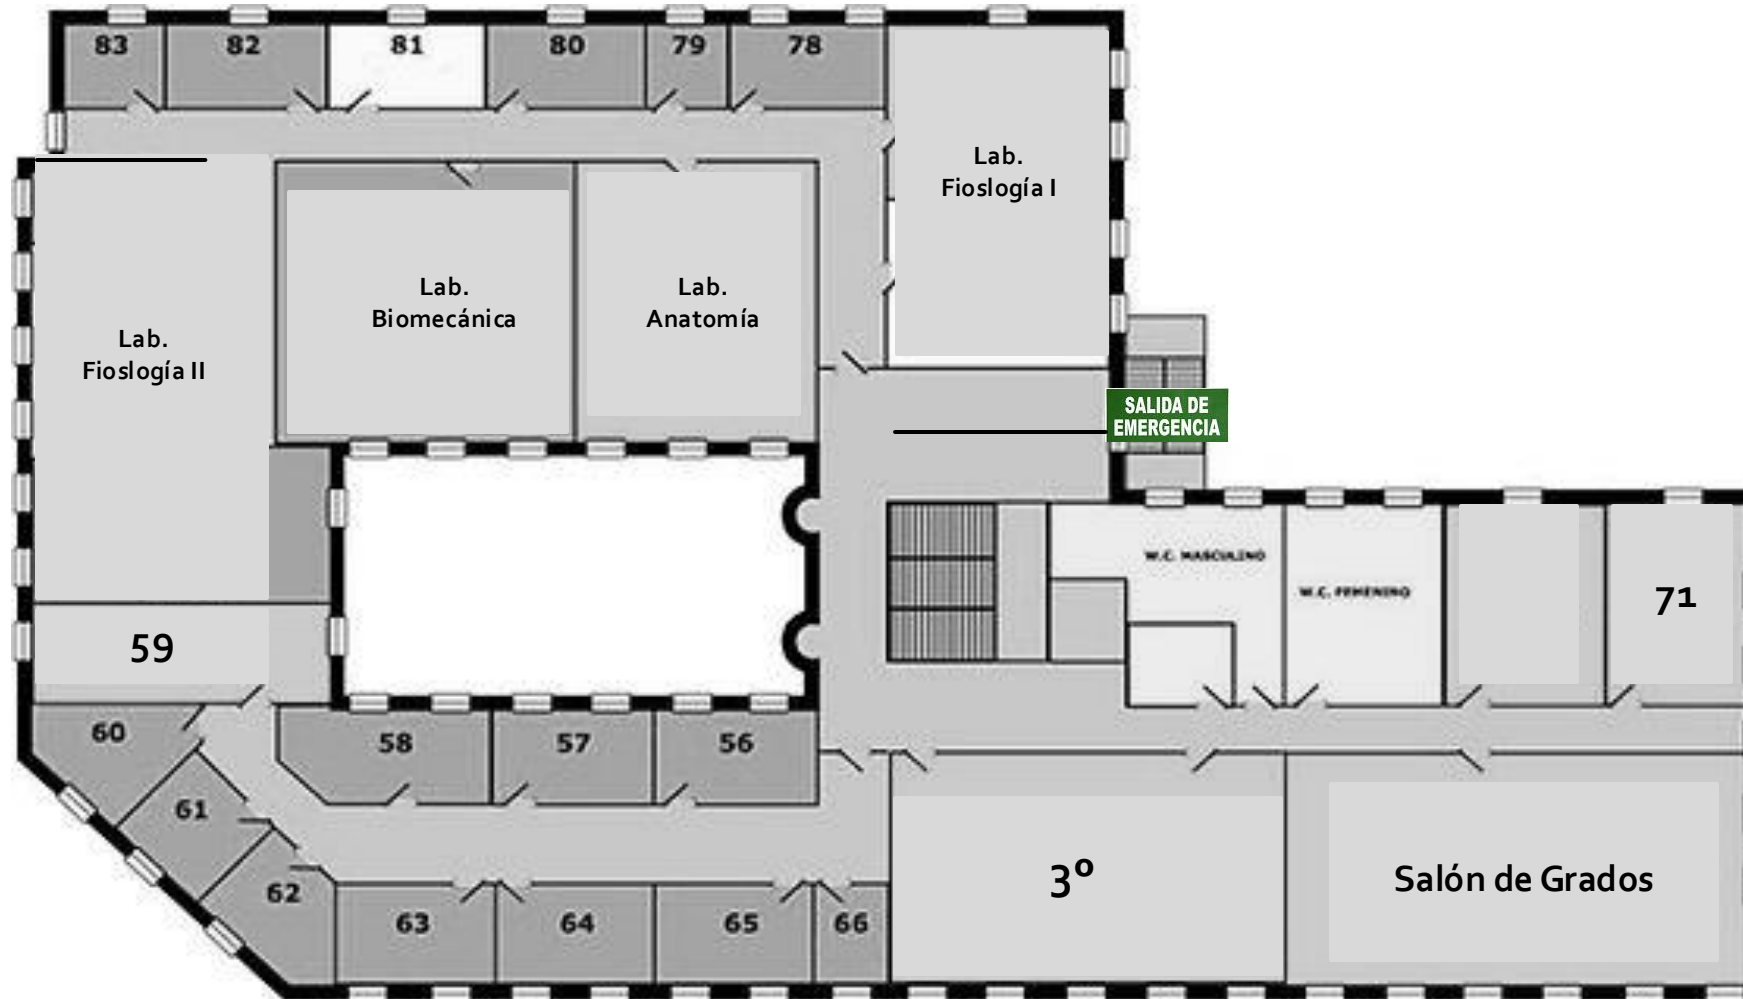 83
82
81
80
79
78
Lab.
Fioslogía I
Lab.
Biomecánica
Lab.
Anatomía
Lab.
Fioslogía II
SALIDA DE
EMERGENCIA
W.C. MASCULINO
W.C. FEMENINO
71
59
60
58
57
56
61
62
63
64
65
66
3º
Salón de Grados